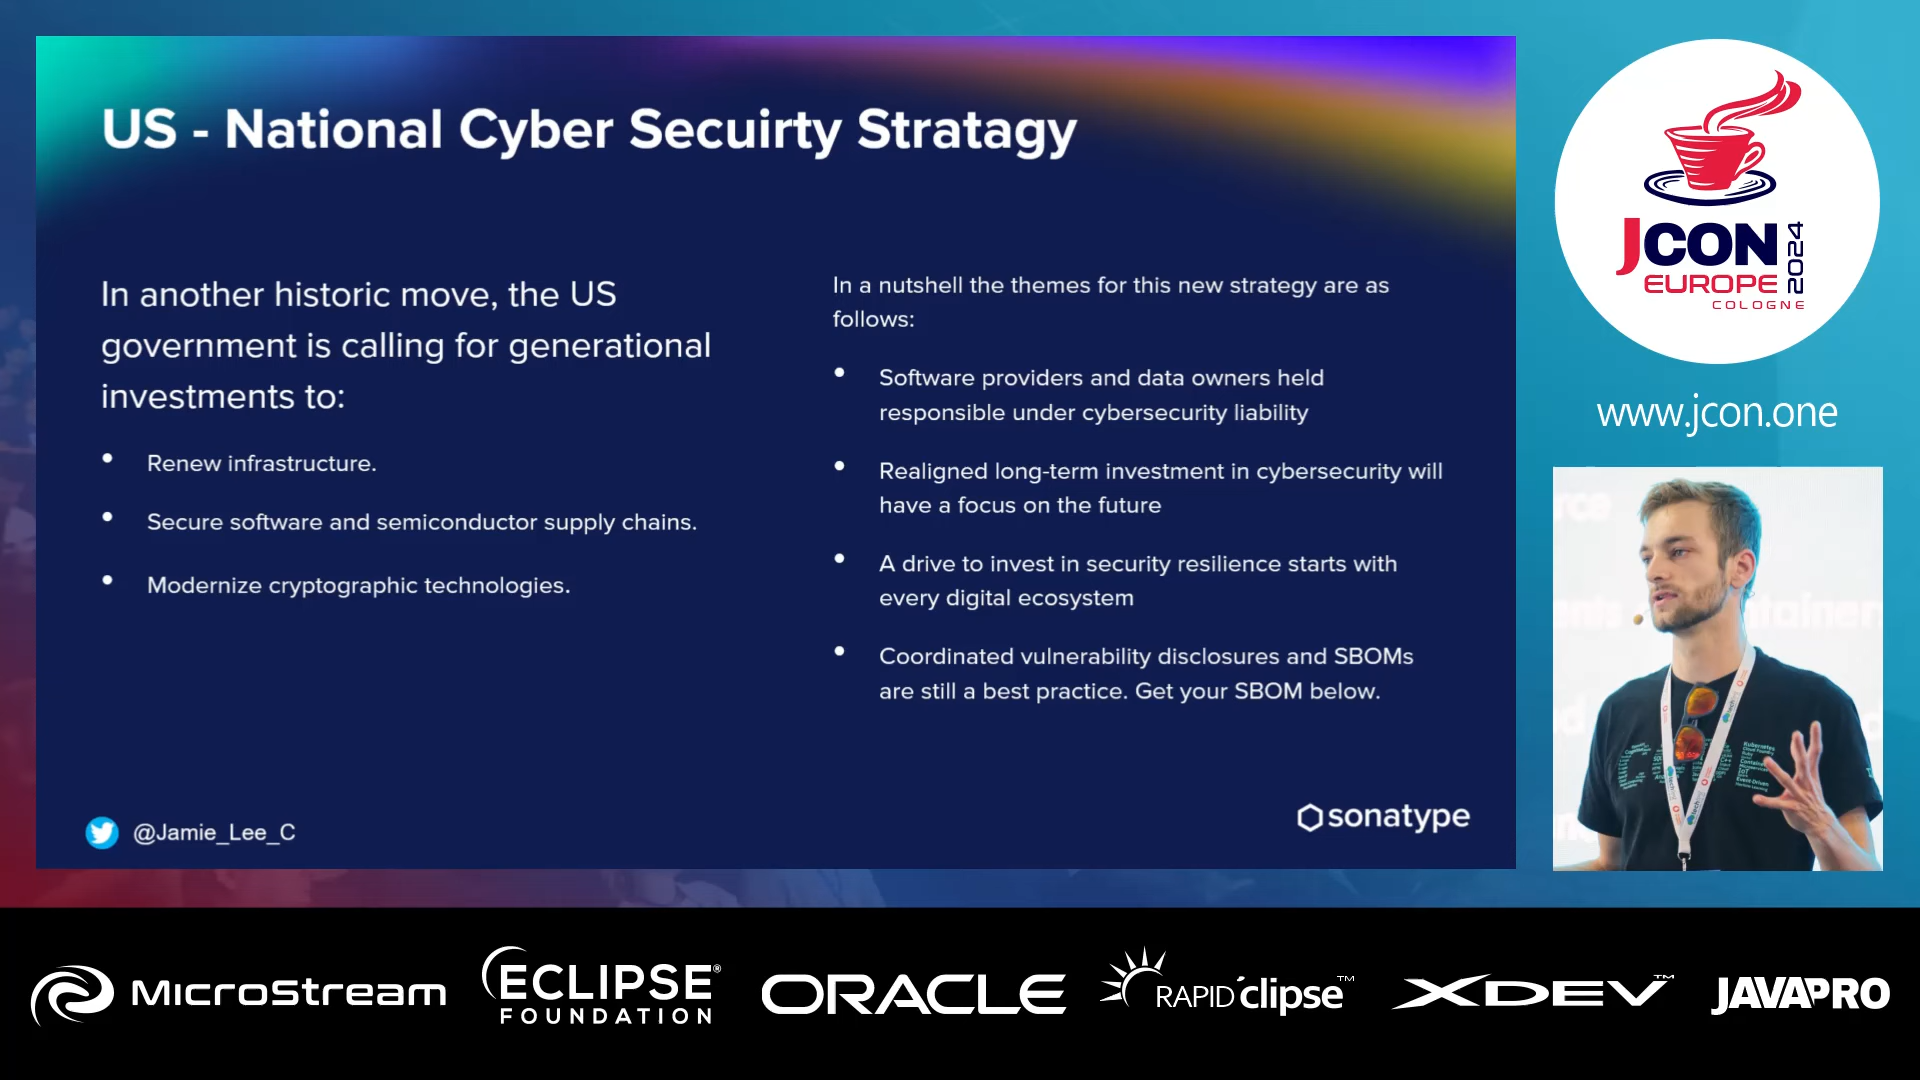 US - National Cyber Secuirty Stratagy
In another historic move, the US
government is calling for generational
investments to:
Renew infrastructure.
Secure software and semiconductor supply chains.
Modernize cryptographic technologies.
In a nutshell the themes for this new strategy are as
follows:
Software providers and data owners held
responsible under cybersecurity liability
Realigned long-term investment in cybersecurity will
have a focus on the future
A drive to invest in security resilience starts with
every digital ecosystem
Coordinated vulnerability disclosures and SBOMs
are still a best practice. Get your SBOM below.
@Jamie_Lee_C
sonatype
JCON
EUROPE
COLOGNE
2024
www.jcon.one
MicroStream
ECLIPSE®
FOUNDATION
ORACLE
RAPID'clipse™
XDEV™
JAVAPRO